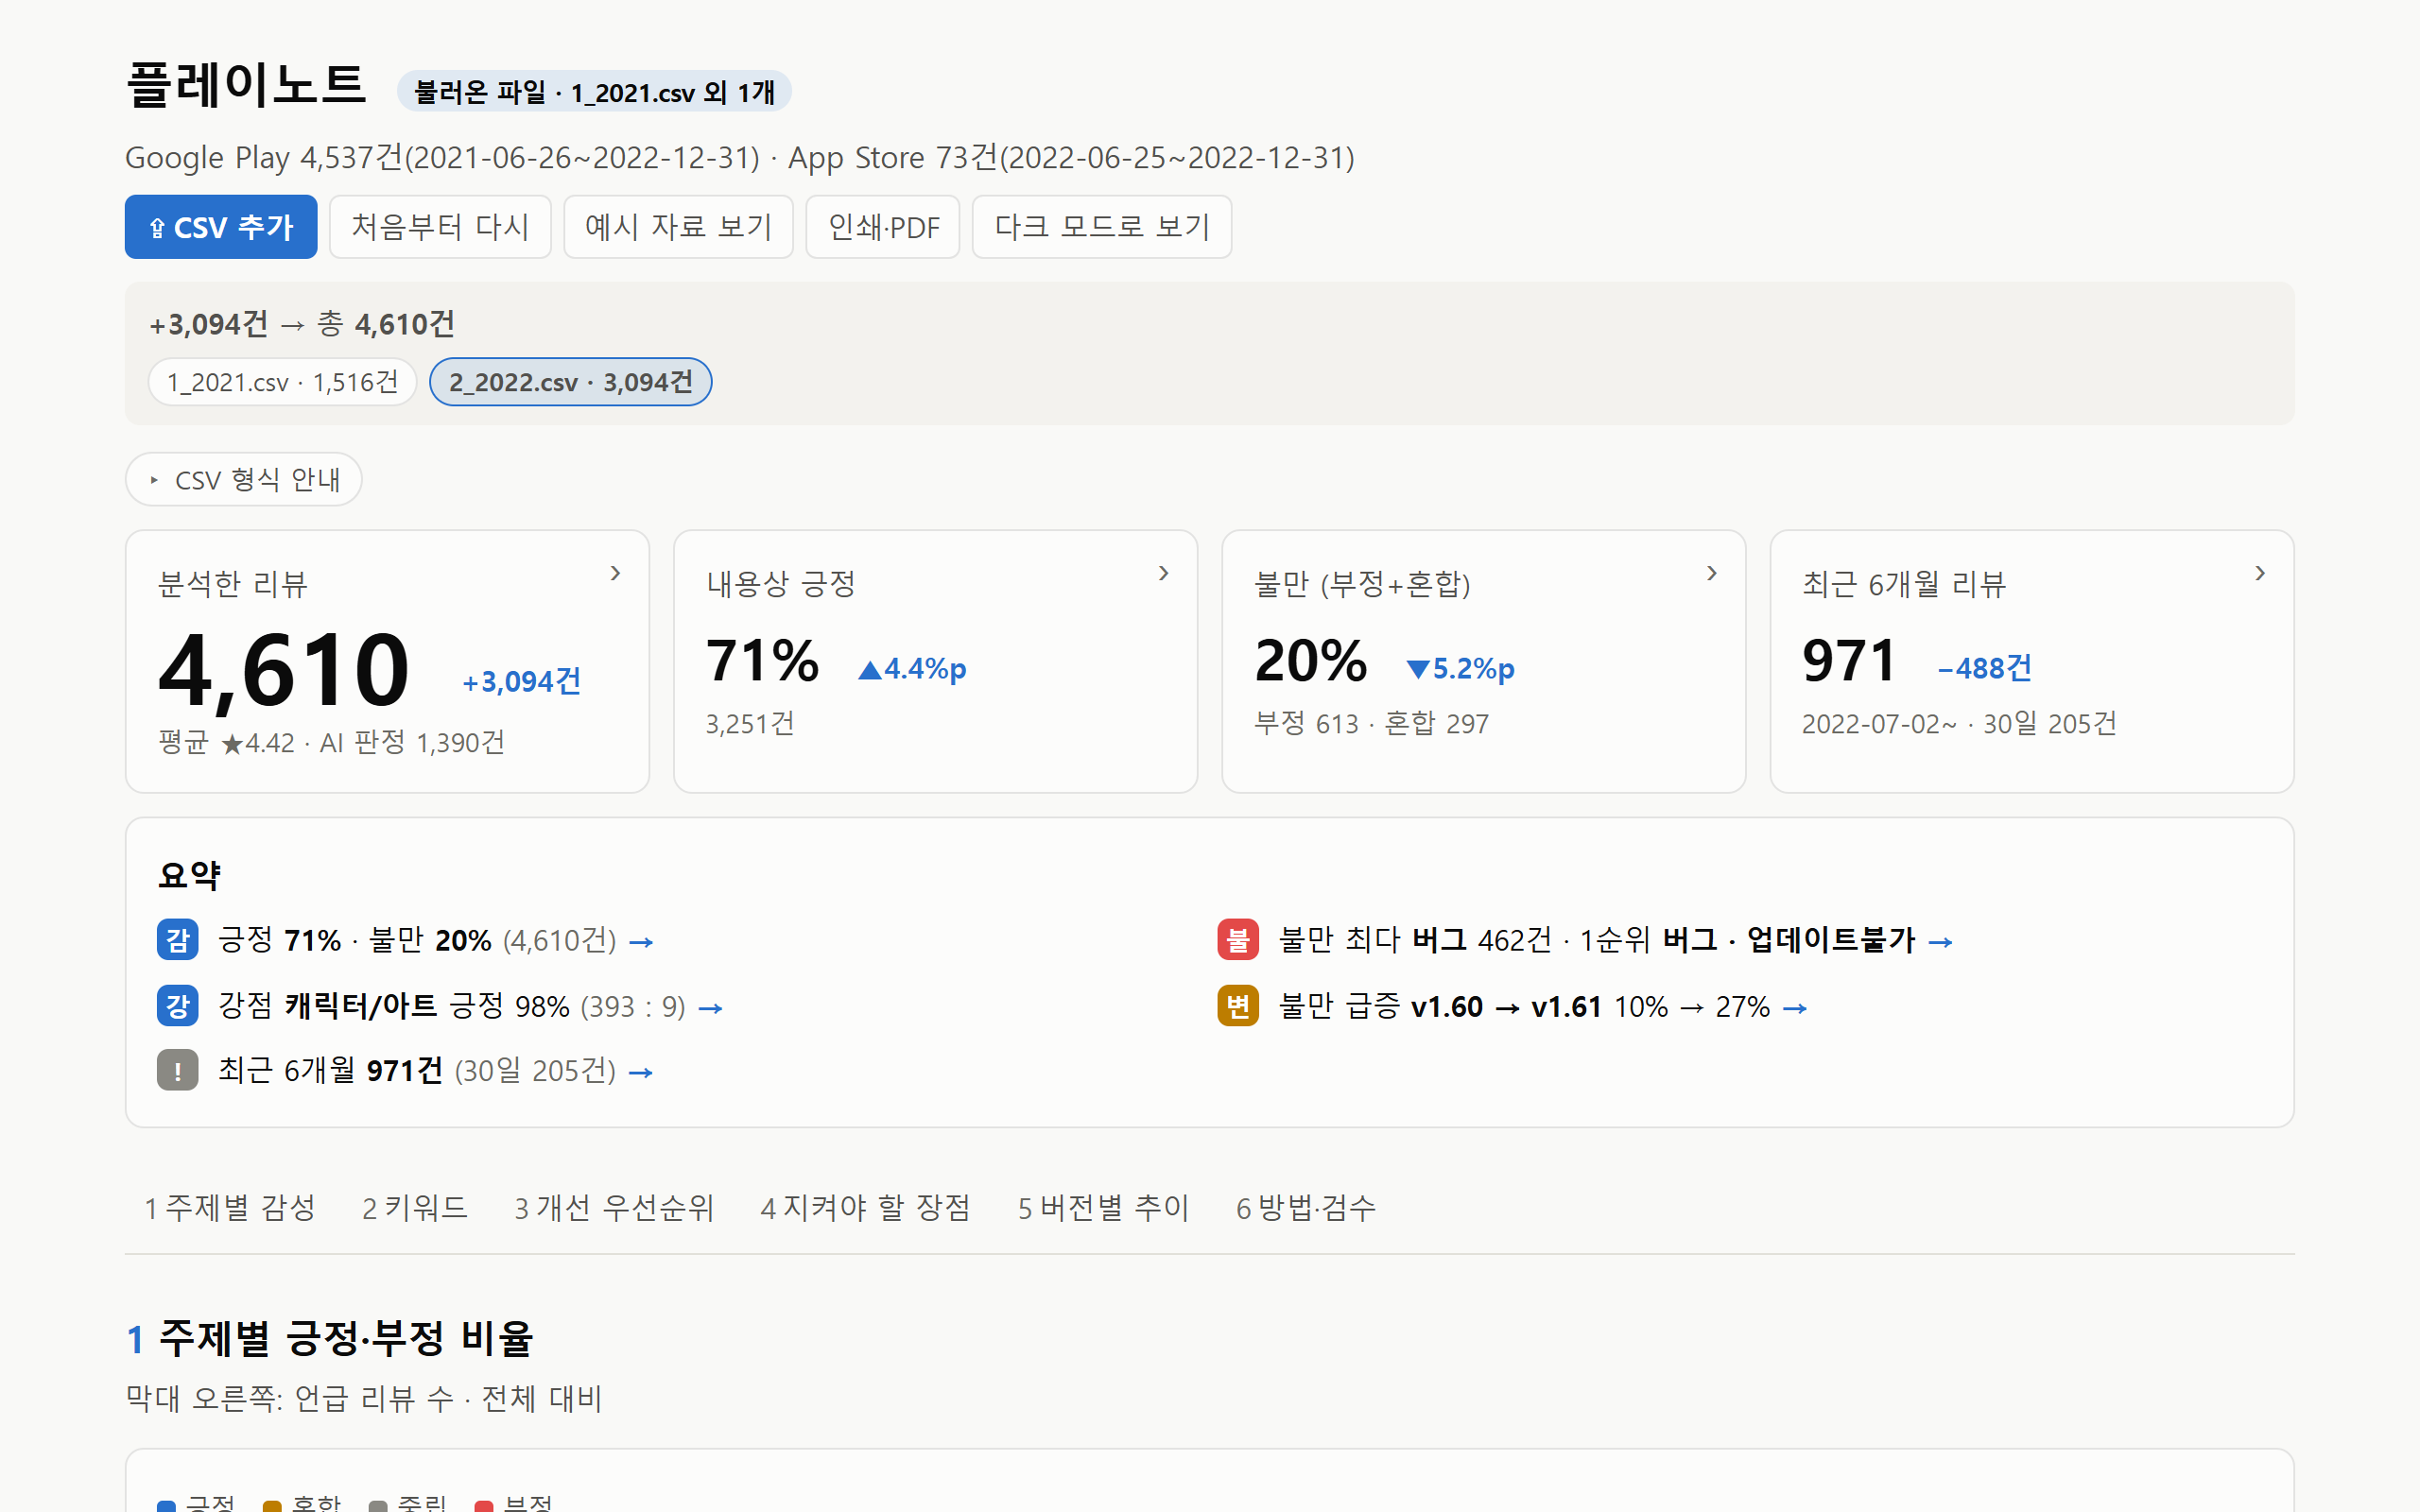 플레이노트 불러온 파일 · 1_2021.csv 외 1개
Google Play 4,537건(2021-06-26~2022-12-31) · App Store 73건(2022-06-25~2022-12-31)
⇪ CSV 추가 처음부터 다시 예시 자료 보기 인쇄·PDF 다크 모드로 보기
+3,094건 → 총 4,610건
1_2021.csv · 1,516건 2_2022.csv · 3,094건
▸ CSV 형식 안내
분석한 리뷰 ›
4,610 +3,094건
평균 ★4.42 · AI 판정 1,390건
내용상 긍정 ›
71% ▲4.4%p
3,251건
불만 (부정+혼합) ›
20% ▼5.2%p
부정 613 · 혼합 297
최근 6개월 리뷰 ›
971 −488건
2022-07-02~ · 30일 205건
요약
감 긍정 71% · 불만 20% (4,610건) →
불 불만 최다 버그 462건 · 1순위 버그 · 업데이트불가 →
강 강점 캐릭터/아트 긍정 98% (393 : 9) →
변 불만 급증 v1.60 → v1.61 10% → 27% →
! 최근 6개월 971건 (30일 205건) →
1 주제별 감성 2 키워드 3 개선 우선순위 4 지켜야 할 장점 5 버전별 추이 6 방법·검수
1 주제별 긍정·부정 비율
막대 오른쪽: 언급 리뷰 수 · 전체 대비
긍정 혼합 중립 부정